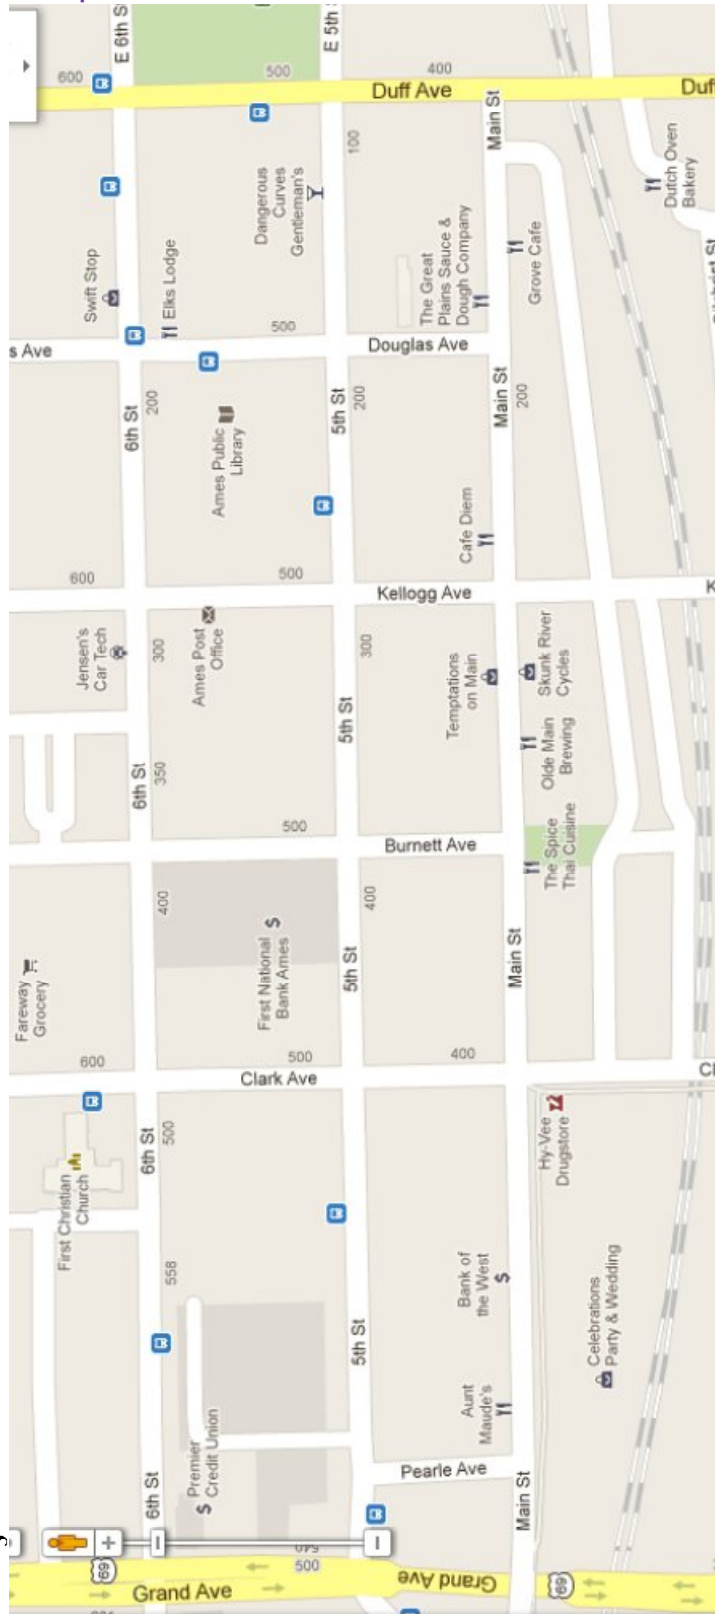 E 6th S
E 5th
600
500
400
Duff Ave
Duf
Main St
100
Dutch Oven
Bakery
Dangerous
Curves
Gentleman's
Swift Stop
Elks Lodge
The Great
Plains Sauce &
Dough Company
Grove Cafe
s Ave
500
Douglas Ave
6th St
200
5th St
200
Main St
200
Ames Public
Library
Cafe Diem
600
500
Kellogg Ave
K
Jensen's
Car Tech
300
Ames Post
Office
300
Temptations
on Main
Skunk River
Cycles
5th St
6th St
350
Olde Main
Brewing
500
Burnett Ave
The Spice
Thai Cuisine
400
400
Main St
5th St
First National
Bank Ames
Fareway
Grocery
600
500
400
Clark Ave
Cl
6th St
500
Hy-Vee
Drugstore
First Christian
Church
558
Bank of
the West
Celebrations
Party & Wedding
5th St
Aunt
Maude's
Premier
Credit Union
Pearle Ave
6th St
Main St
540
500
69
Grand Ave
Grand Ave
69